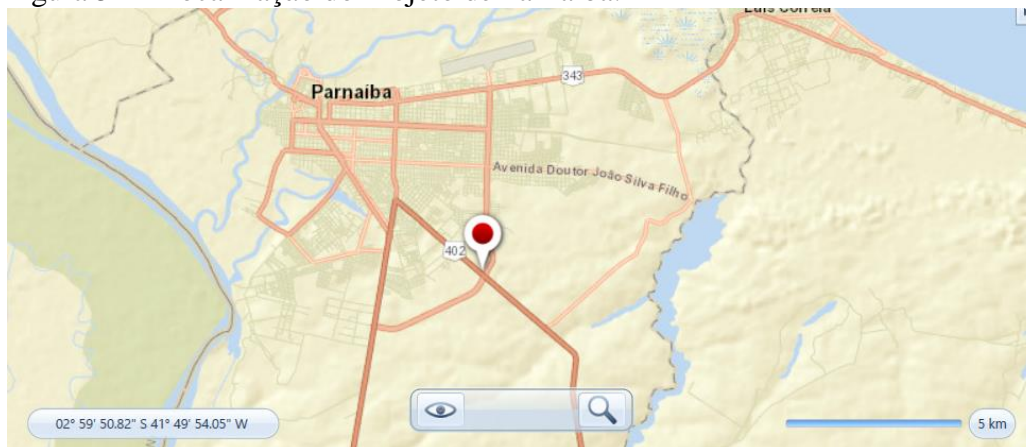 Luis Correia
343
Parnaíba
Avenida Doutor João Silva Filho
402
02° 59' 50.82" S 41° 49' 54.05" W
5 km